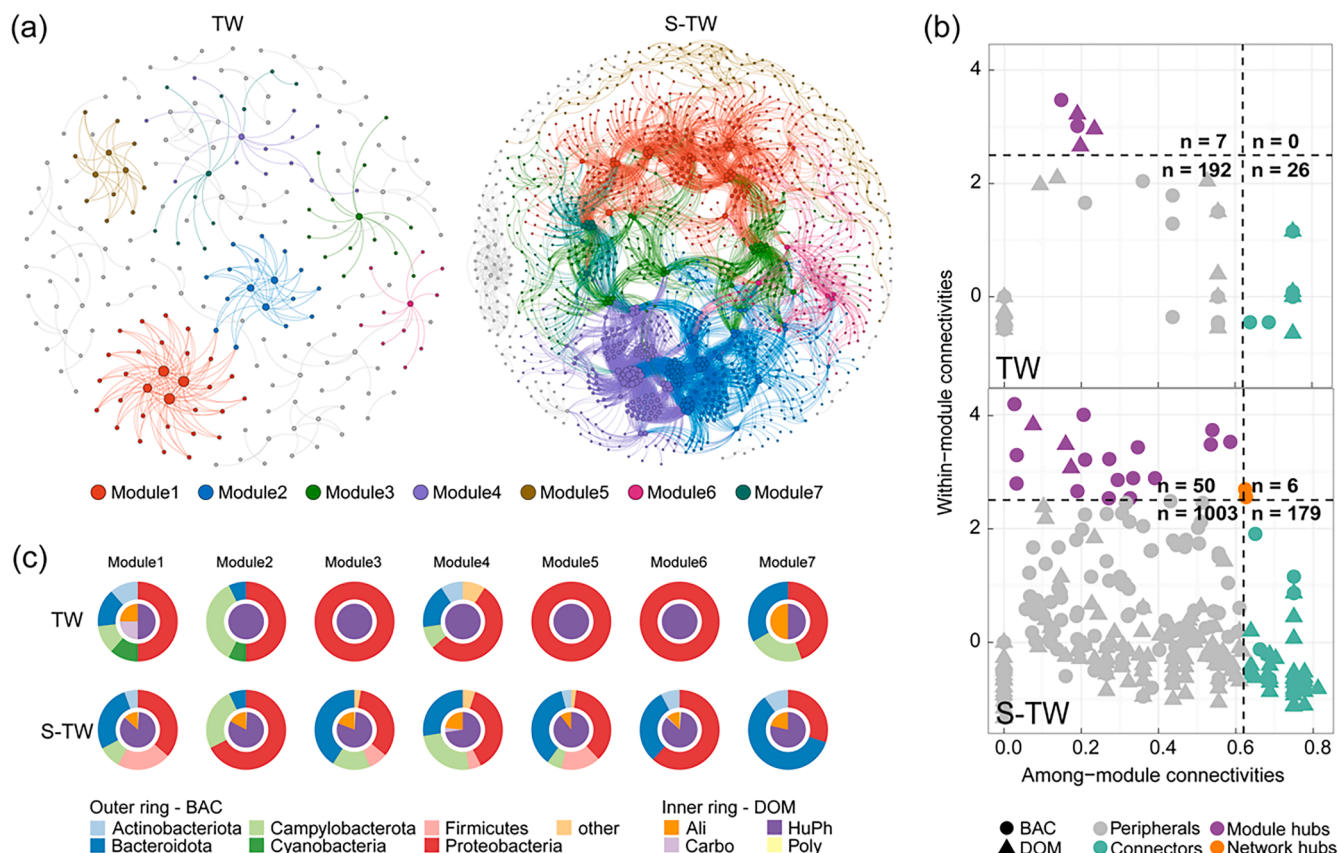 (a)
TW
S-TW
Module1 Module2 Module3 Module4 Module5 Module6 Module7
(b)
Within-module connectivities
4
2
0
n = 7 n = 0
n = 192 n = 26
TW
4
2
0
n = 50 n = 6
n = 1003 n = 179
S-TW
0.0 0.2 0.4 0.6 0.8
Among-module connectivities
BAC Peripherals Module hubs
DOM Connectors Network hubs
(c)
Module1 Module2 Module3 Module4 Module5 Module6 Module7
TW
S-TW
Outer ring - BAC
Actinobacteriota Campylobacterota Firmicutes other
Bacteroidota Cyanobacteria Proteobacteria
Inner ring - DOM
Ali HuPh
Carbo Poly